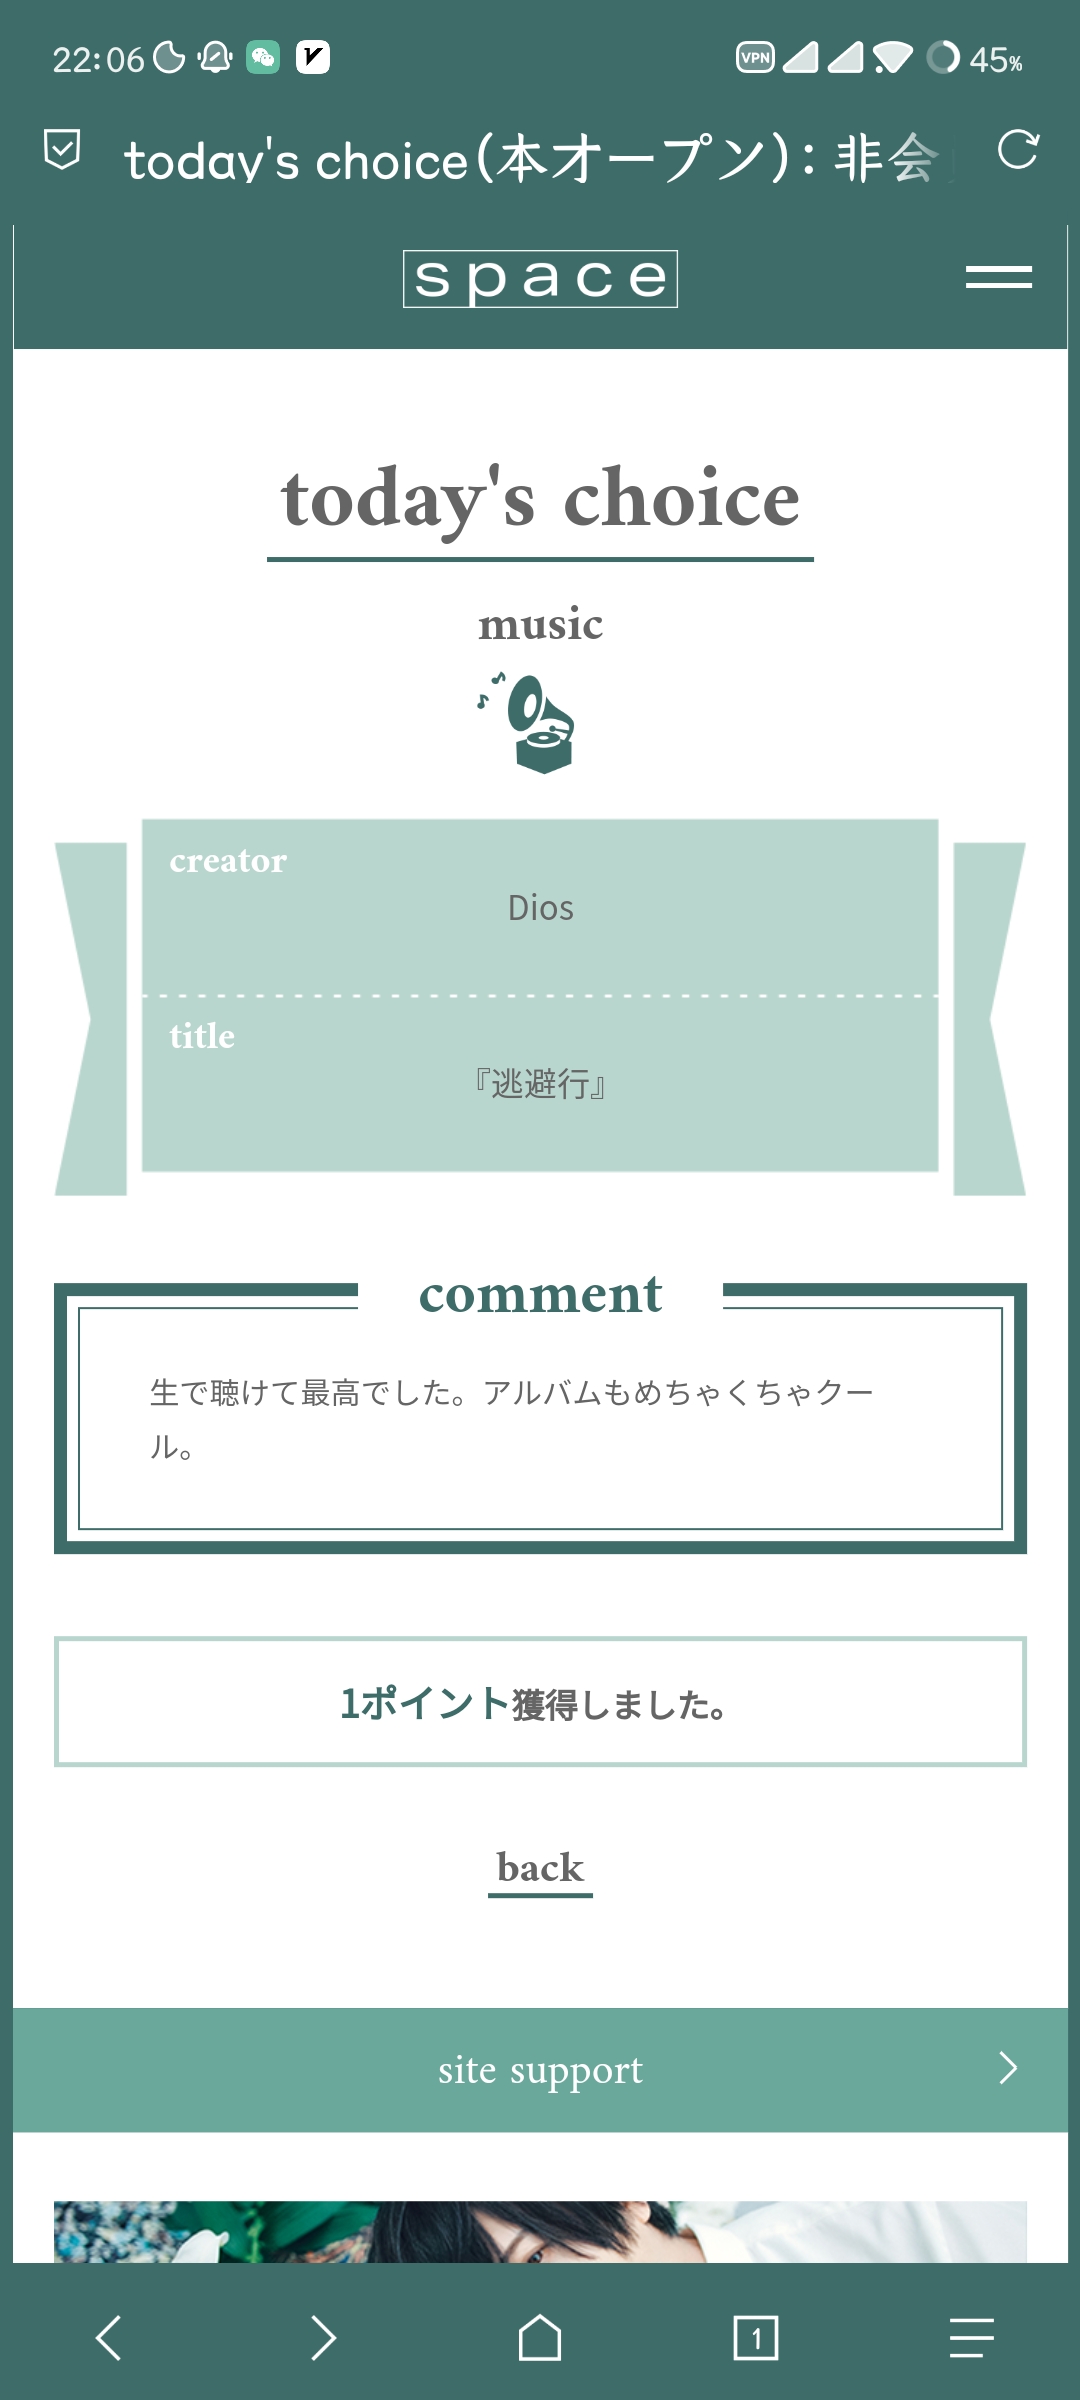 22:06
VPN
45%
today's choice(本オープン): 非会
space
today's choice
music
creator
Dios
title
『逃避行』
comment
生で聴けて最高でした。アルバムもめちゃくちゃクー
ル。
1ポイント獲得しました。
back
site support
1